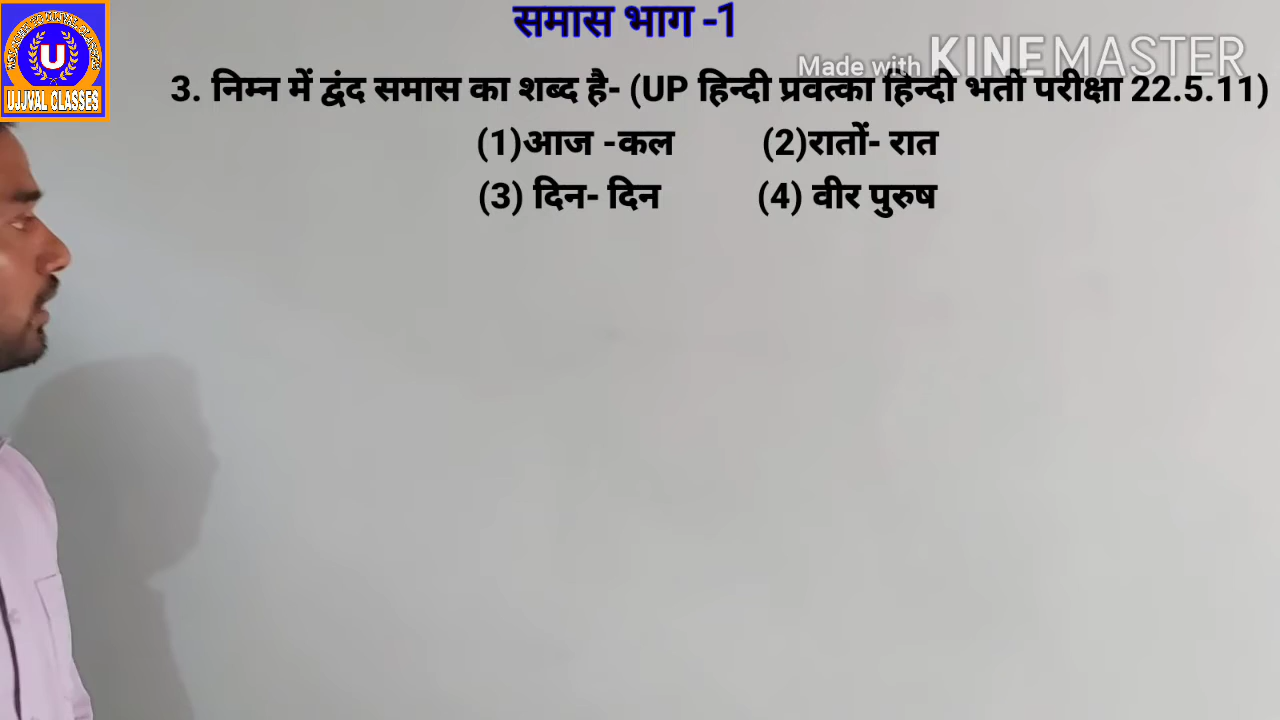 समास भाग -1
Made with KINEMASTER
3. निम्न में द्वंद समास का शब्द है- (UP हिन्दी प्रवत्का हिन्दी भर्ती परीक्षा 22.5.11)
(1)आज -कल (2)रातों- रात
(3) दिन- दिन (4) वीर पुरुष
U
UJJVAL CLASSES